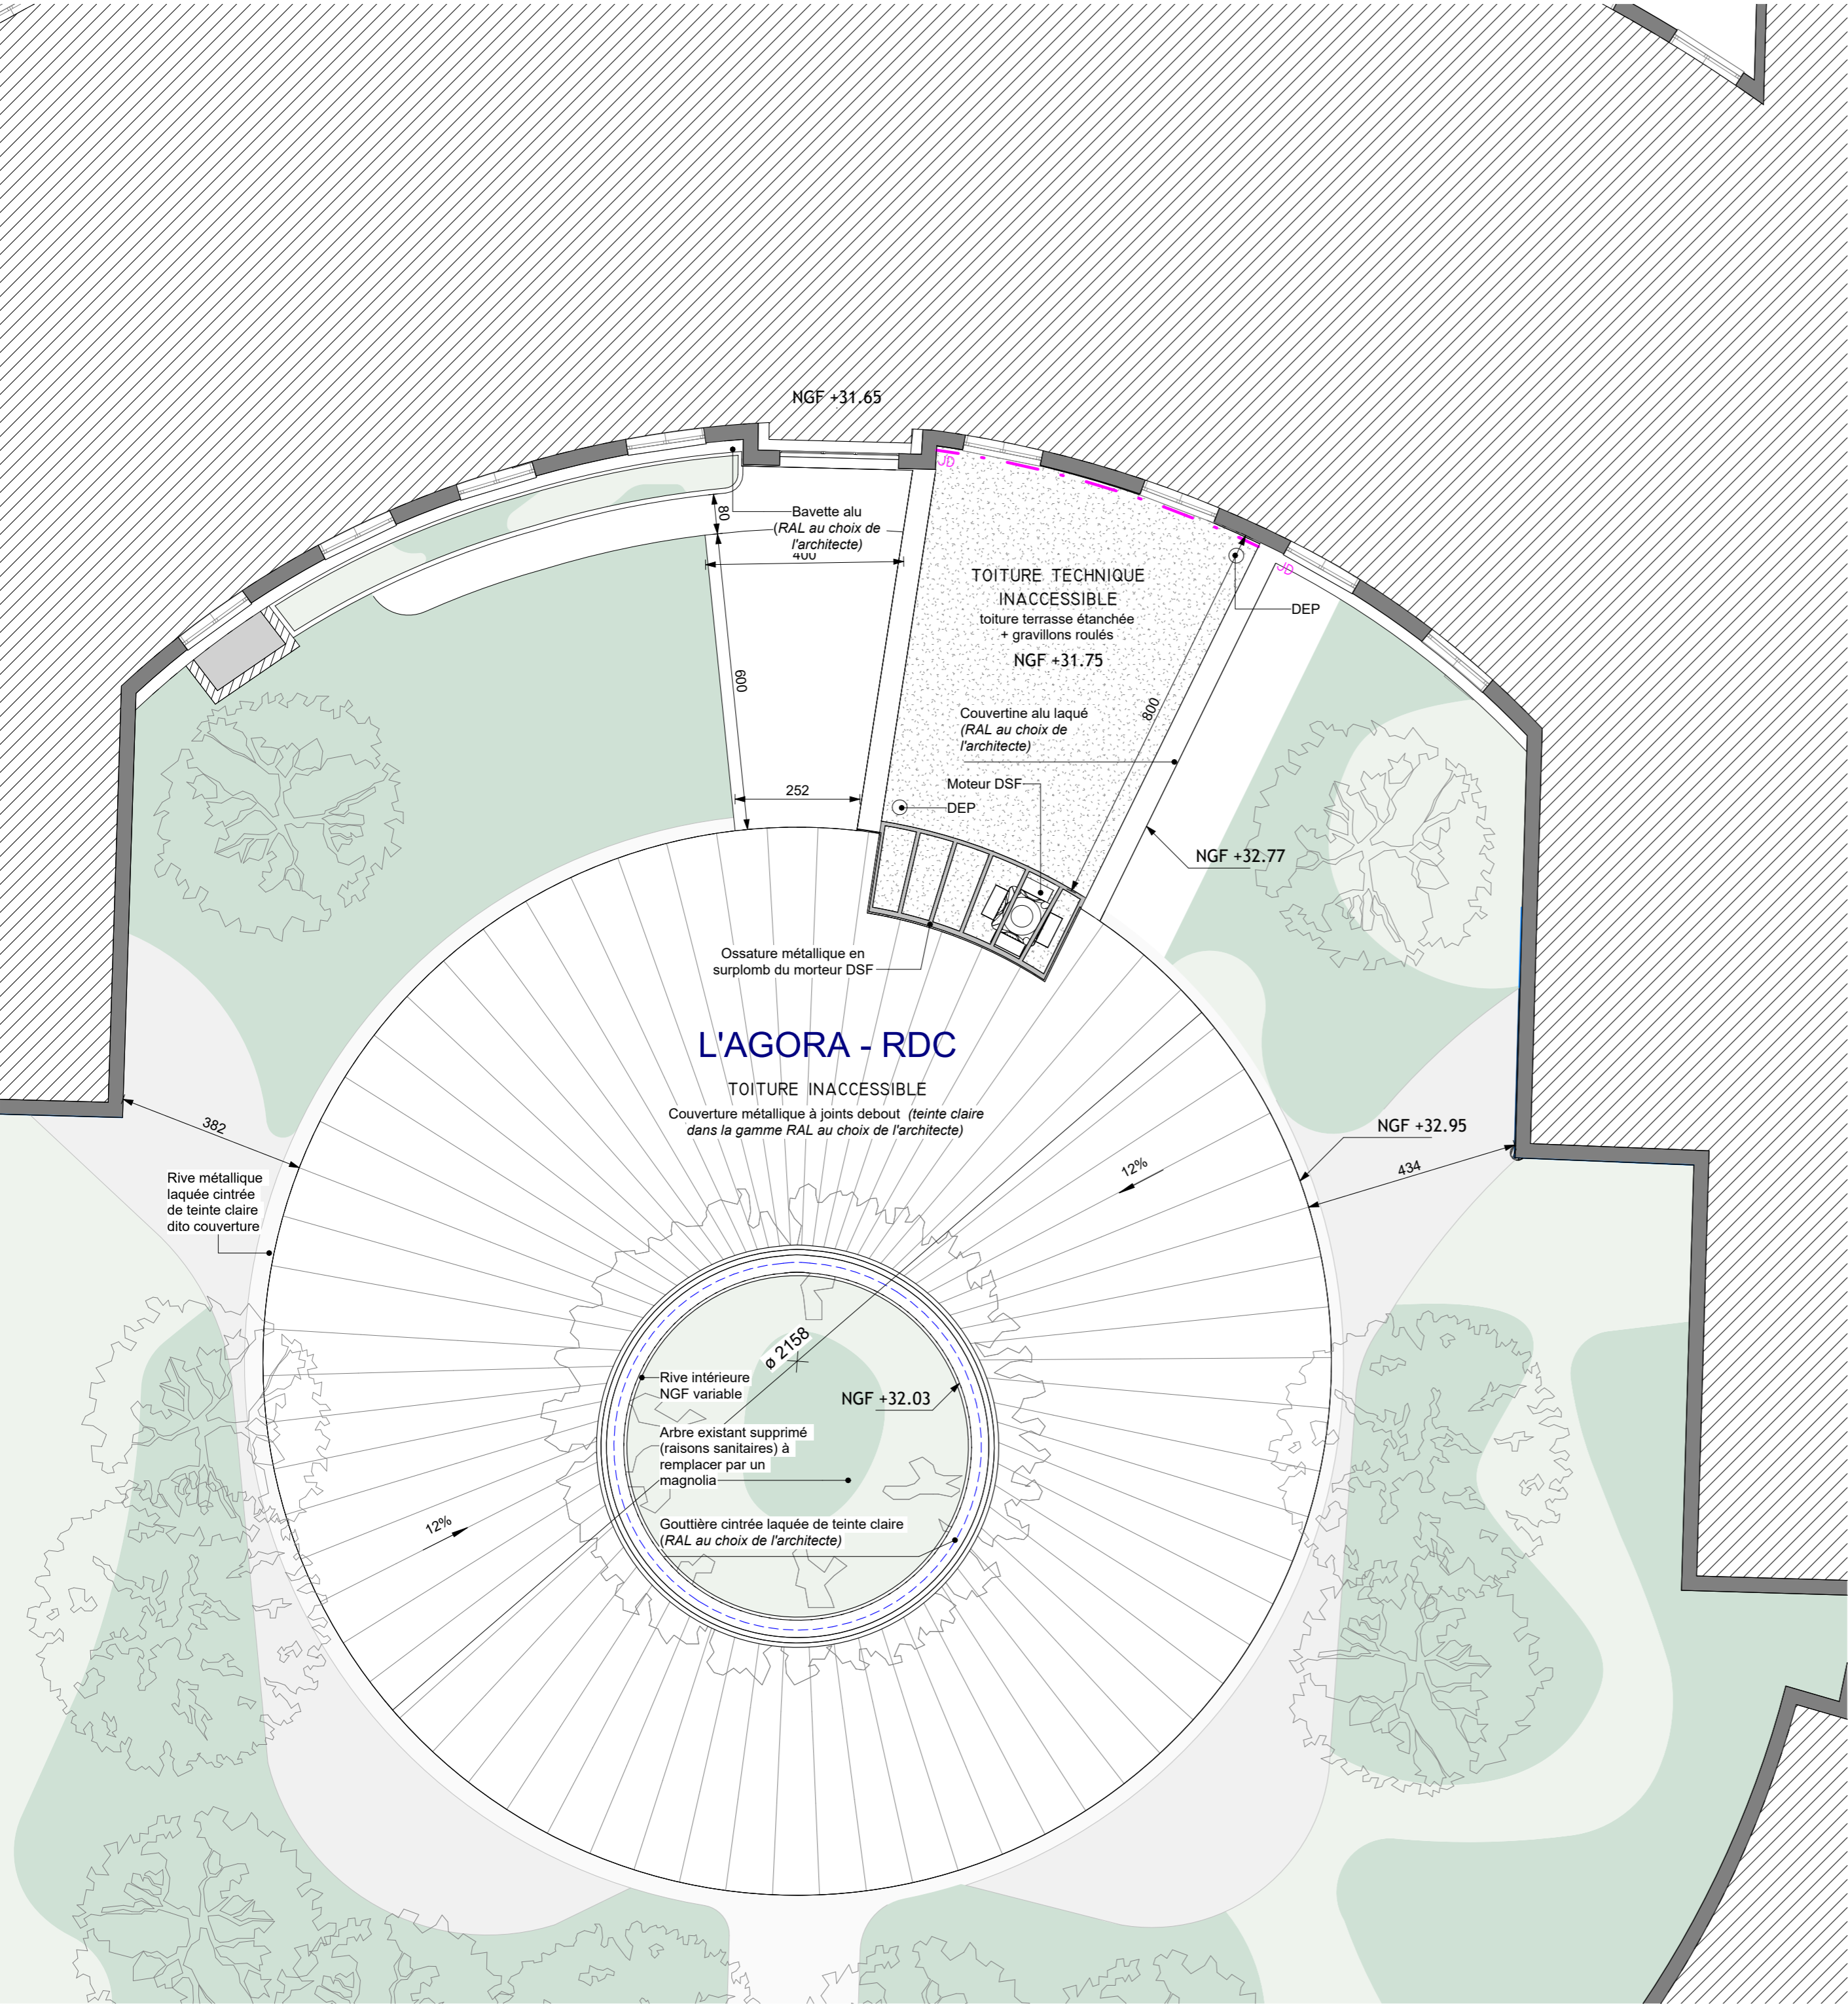 NGF +31.65
JD
Bavette alu
(RAL au choix de
l'architecte)
80
400
TOITURE TECHNIQUE
INACCESSIBLE
toiture terrasse étanchée
+ gravillons roulés
NGF +31.75
JD
DEP
600
800
Couvertine alu laqué
(RAL au choix de
l'architecte)
Moteur DSF
252
DEP
NGF +32.77
Ossature métallique en
surplomb du morteur DSF
L'AGORA - RDC
TOITURE INACCESSIBLE
Couverture métallique à joints debout (teinte claire
dans la gamme RAL au choix de l'architecte)
382
NGF +32.95
434
12%
Rive métallique
laquée cintrée
de teinte claire
dito couverture
ø 2158
Rive intérieure
NGF variable
NGF +32.03
Arbre existant supprimé
(raisons sanitaires) à
remplacer par un
magnolia
12%
Gouttière cintrée laquée de teinte claire
(RAL au choix de l'architecte)